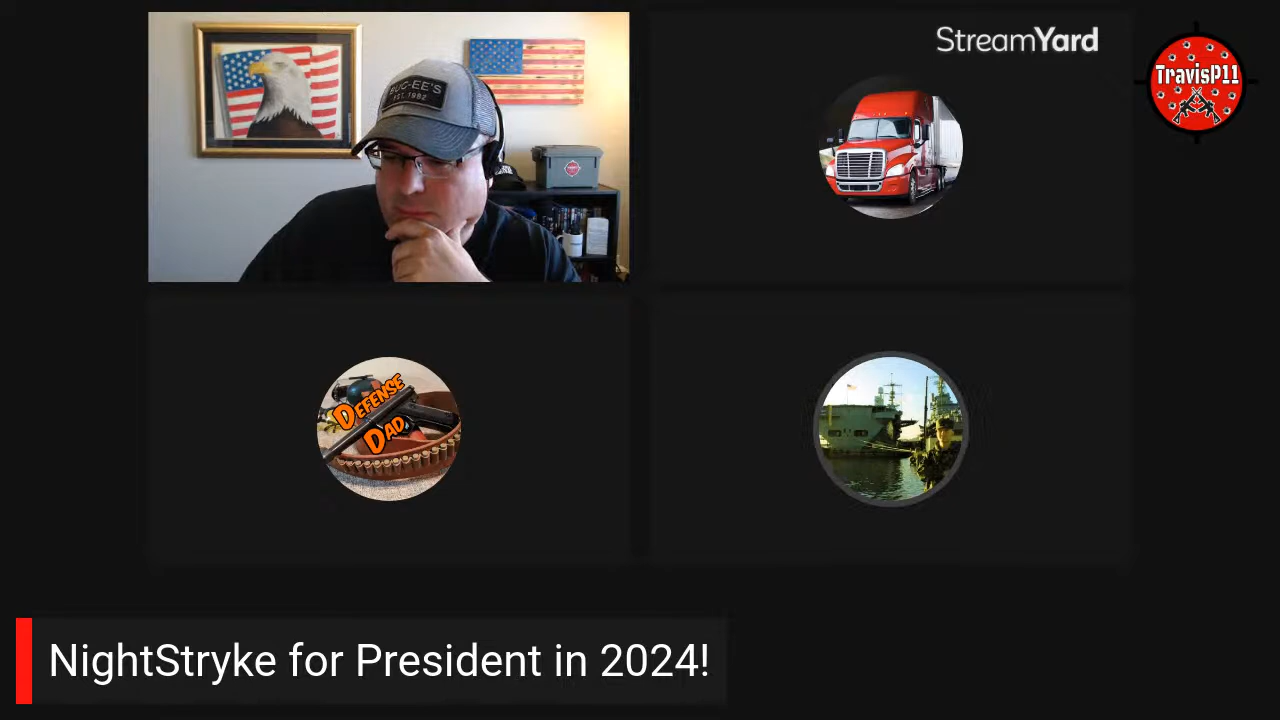 BUC-EE'S
EST. 1982
StreamYard
TravisP11
DEFENSE
DAD
NightStryke for President in 2024!